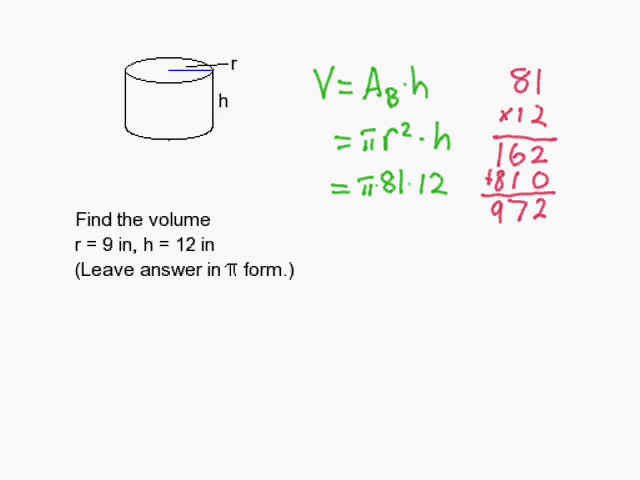 r
h
V = A_B · h
= πr² · h
= π · 81 · 12
81
×12
162
+810
972
Find the volume
r = 9 in, h = 12 in
(Leave answer in π form.)